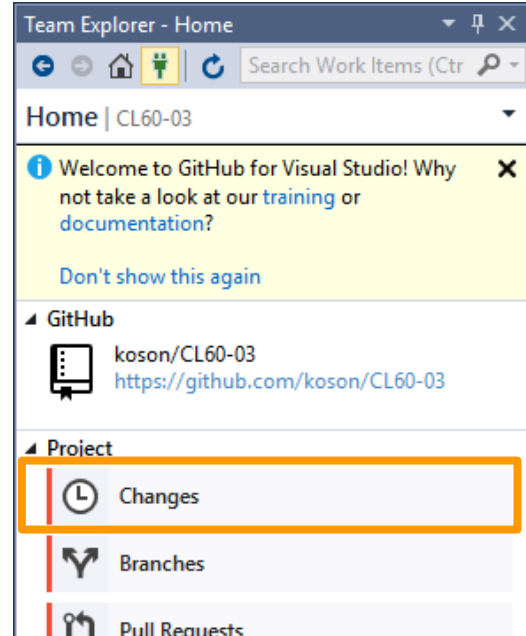 Team Explorer - Home
Search Work Items (Ctr
Home | CL60-03
Welcome to GitHub for Visual Studio! Why
not take a look at our training or
documentation?
Don't show this again
GitHub
koson/CL60-03
https://github.com/koson/CL60-03
Project
Changes
Branches
Pull Requests